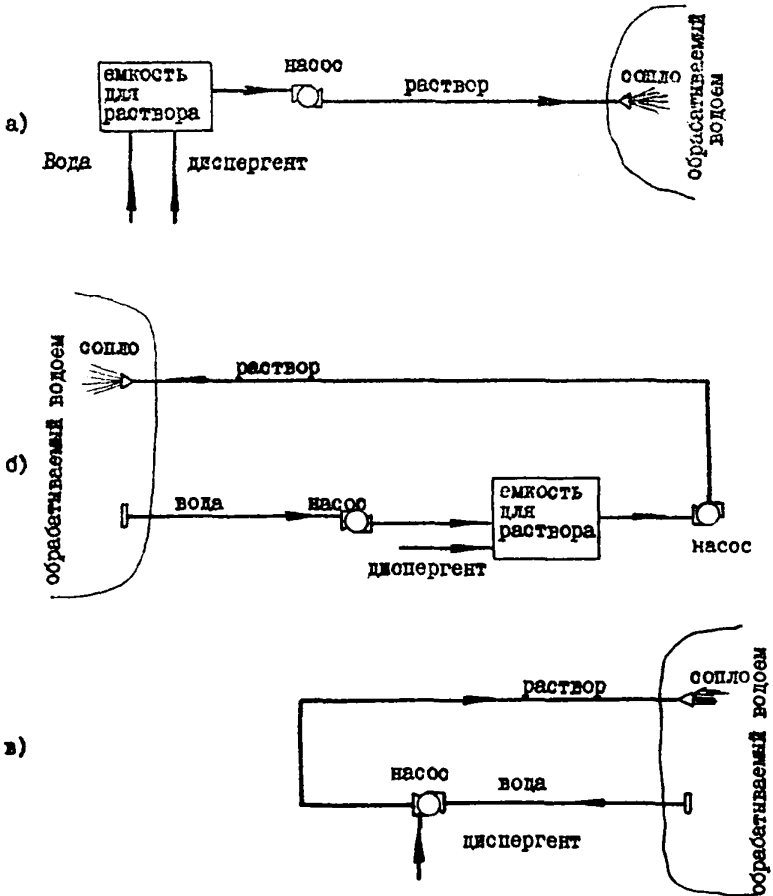 а)
емкость
для
раствора
насос
раствор
сопло
обрабатываемый
водоем
Вода
диспергент
б)
обрабатываемый водоем
сопло
раствор
вода
насос
емкость
для
раствора
насос
диспергент
в)
раствор
сопло
насос
вода
диспергент
обрабатываемый водоем